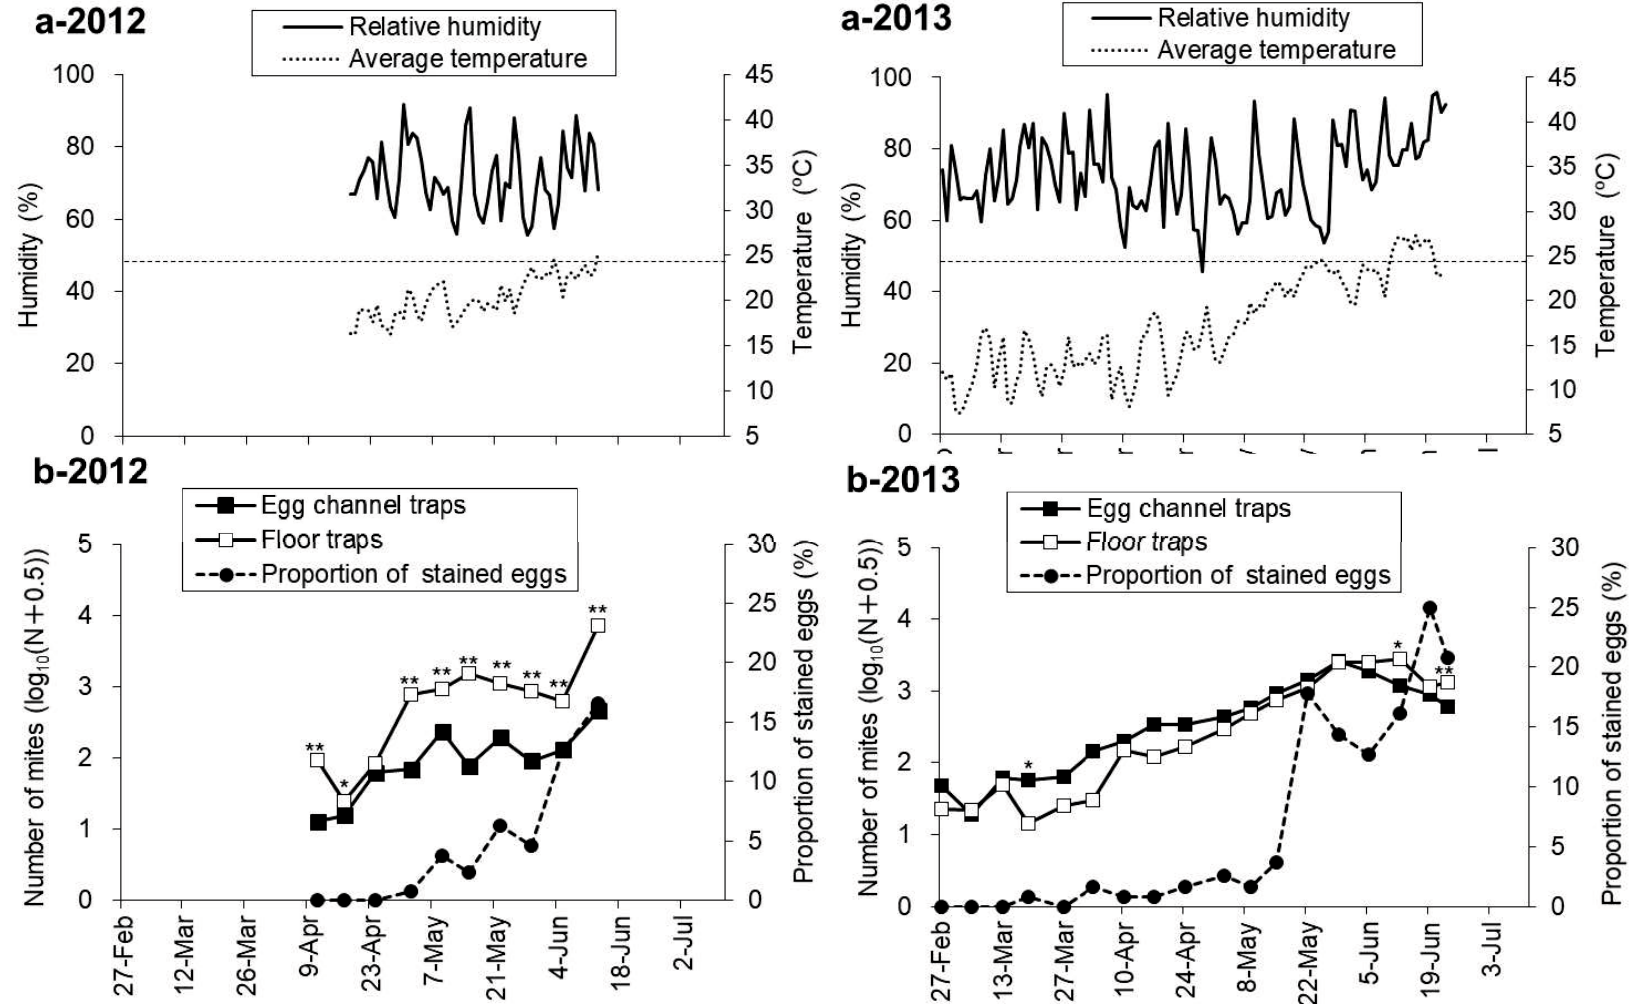 a-2012
Relative humidity
Average temperature
100
80
60
40
20
0
Humidity (%)
45
40
35
30
25
20
15
10
5
Temperature (ºC)
a-2013
Relative humidity
Average temperature
100
80
60
40
20
0
Humidity (%)
45
40
35
30
25
20
15
10
5
Temperature (ºC)
b-2012
Egg channel traps
Floor traps
Proportion of stained eggs
5
4
3
2
1
0
Number of mites (log10(N+0.5))
30
25
20
15
10
5
0
Proportion of stained eggs (%)
** * ** ** ** ** ** ** **
27-Feb
12-Mar
26-Mar
9-Apr
23-Apr
7-May
21-May
4-Jun
18-Jun
2-Jul
b-2013
Egg channel traps
Floor traps
Proportion of stained eggs
5
4
3
2
1
0
Number of mites (log10(N+0.5))
30
25
20
15
10
5
0
Proportion of stained eggs (%)
* * **
27-Feb
13-Mar
27-Mar
10-Apr
24-Apr
8-May
22-May
5-Jun
19-Jun
3-Jul